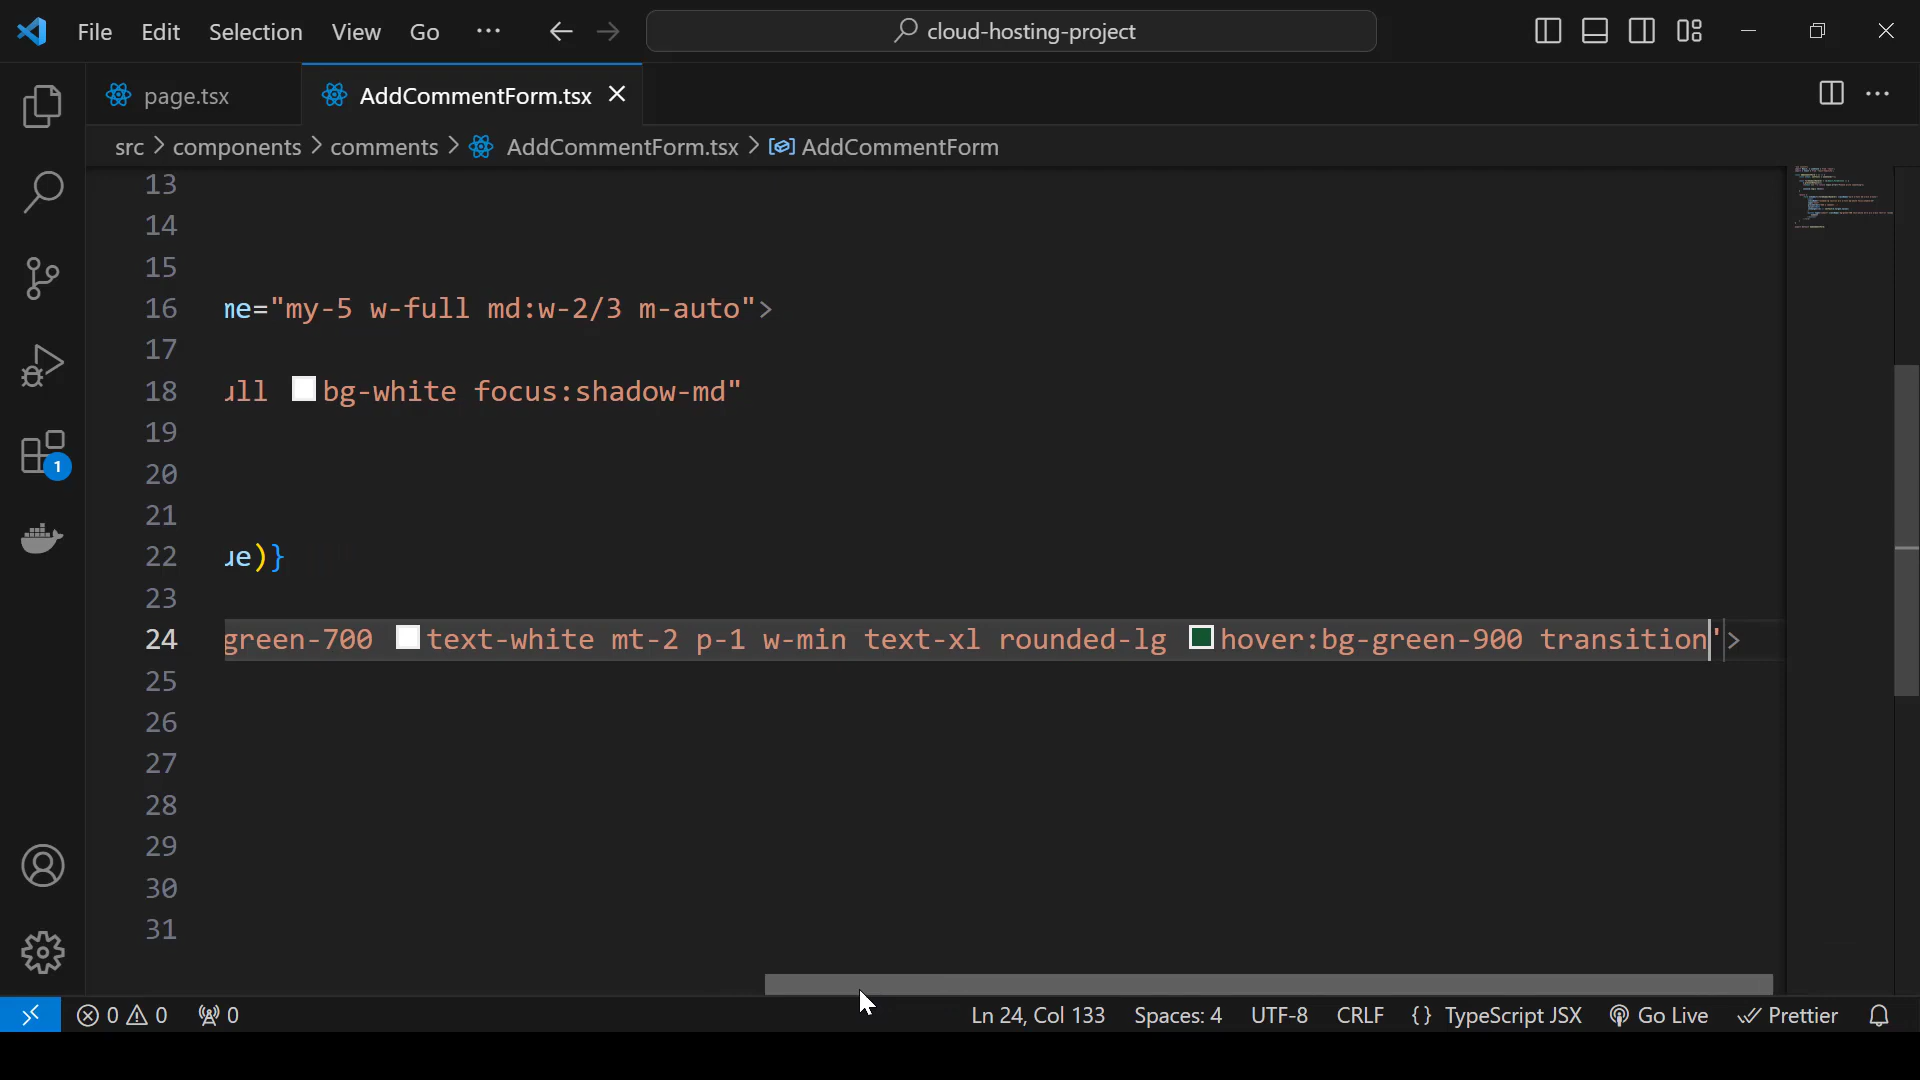 File Edit Selection View Go ··· cloud-hosting-project
page.tsx AddCommentForm.tsx
src > components > comments > AddCommentForm.tsx > AddCommentForm
13
14
15
16 me="my-5 w-full md:w-2/3 m-auto">
17
18 ull bg-white focus:shadow-md"
19
20
21
22 ue)}
23
24 green-700 text-white mt-2 p-1 w-min text-xl rounded-lg hover:bg-green-900 transition">
25
26
27
28
29
30
31
1
0 0 0 Ln 24, Col 133 Spaces: 4 UTF-8 CRLF {} TypeScript JSX Go Live Prettier